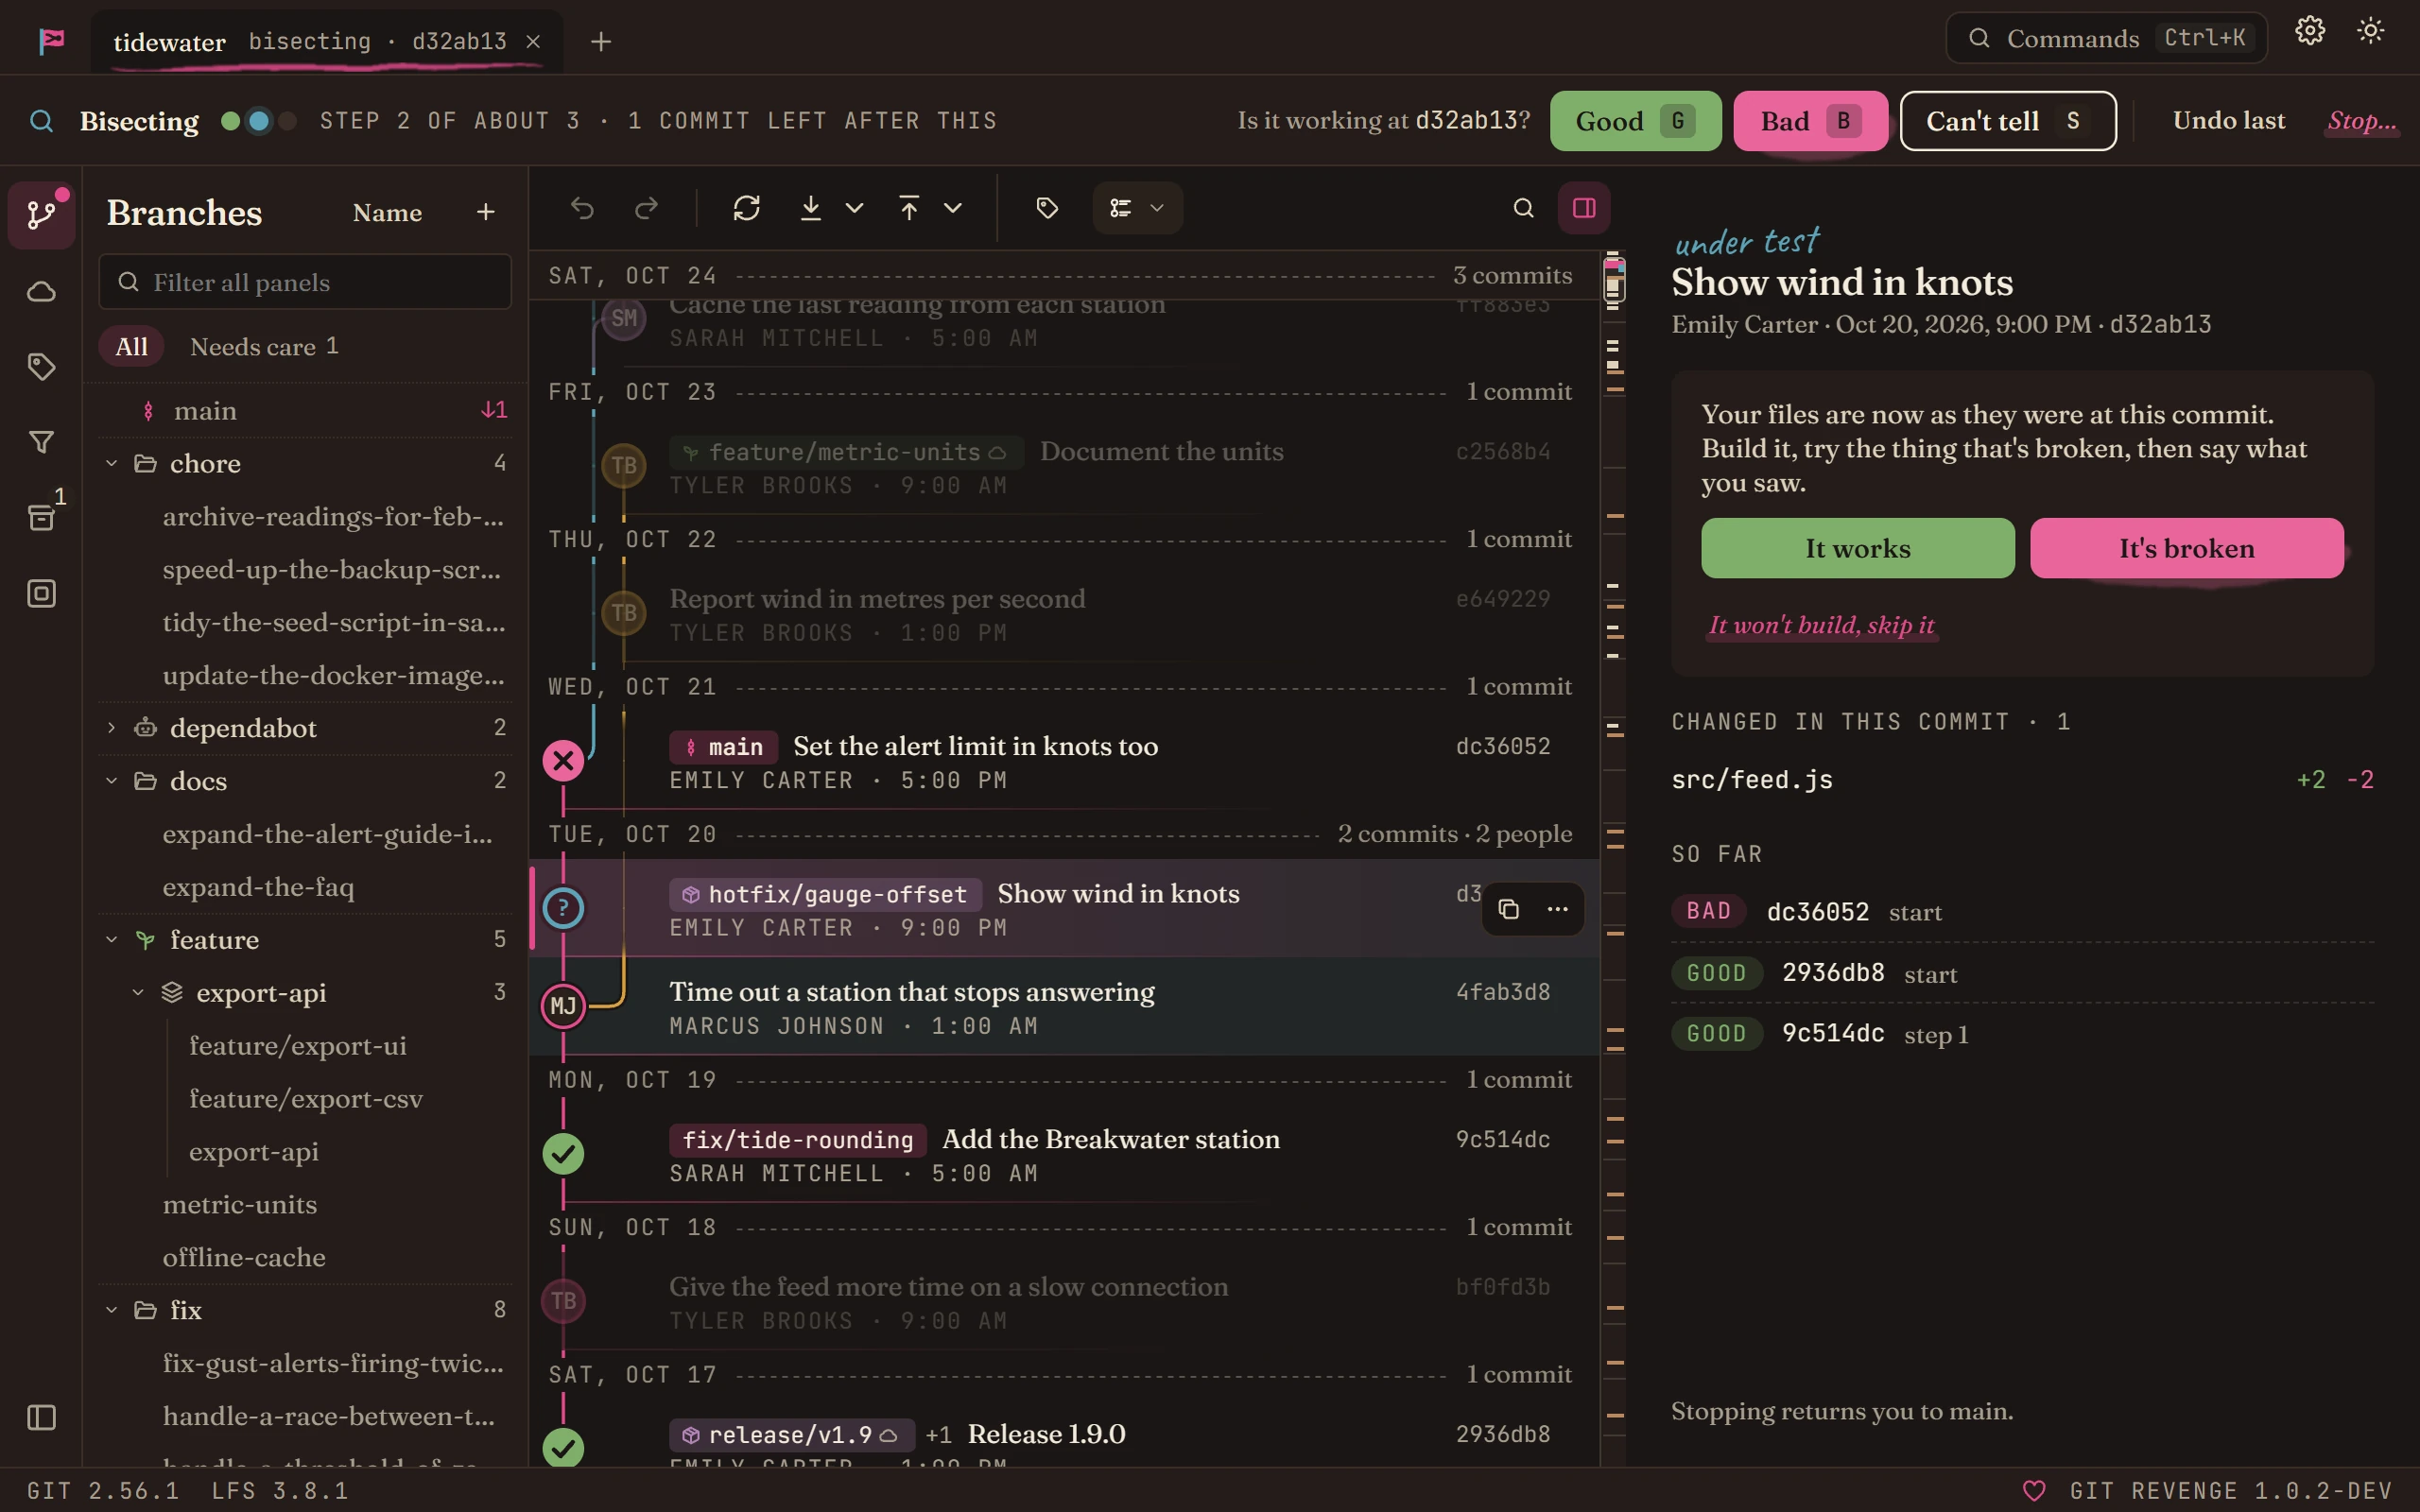 tidewater bisecting · d32ab13
Commands Ctrl+K
Bisecting STEP 2 OF ABOUT 3 · 1 COMMIT LEFT AFTER THIS
Is it working at d32ab13? Good G Bad B Can't tell S Undo last Stop...
Branches Name
Filter all panels
All Needs care 1
main 1
chore 4
archive-readings-for-feb-...
speed-up-the-backup-scr...
tidy-the-seed-script-in-sa...
update-the-docker-image...
dependabot 2
docs 2
expand-the-alert-guide-i...
expand-the-faq
feature 5
export-api 3
feature/export-ui
feature/export-csv
export-api
metric-units
offline-cache
fix 8
fix-gust-alerts-firing-twic...
handle-a-race-between-t...
1
SAT, OCT 24 3 commits
SM Cache the last reading from each station ff883e3
SARAH MITCHELL · 5:00 AM
FRI, OCT 23 1 commit
TB feature/metric-units Document the units c2568b4
TYLER BROOKS · 9:00 AM
THU, OCT 22 1 commit
TB Report wind in metres per second e649229
TYLER BROOKS · 1:00 PM
WED, OCT 21 1 commit
main Set the alert limit in knots too dc36052
EMILY CARTER · 5:00 PM
TUE, OCT 20 2 commits · 2 people
? hotfix/gauge-offset Show wind in knots d3
EMILY CARTER · 9:00 PM
MJ Time out a station that stops answering 4fab3d8
MARCUS JOHNSON · 1:00 AM
MON, OCT 19 1 commit
fix/tide-rounding Add the Breakwater station 9c514dc
SARAH MITCHELL · 5:00 AM
SUN, OCT 18 1 commit
TB Give the feed more time on a slow connection bf0fd3b
TYLER BROOKS · 9:00 AM
SAT, OCT 17 1 commit
release/v1.9 +1 Release 1.9.0 2936db8
EMILY CARTER · 1:00 PM
under test
Show wind in knots
Emily Carter · Oct 20, 2026, 9:00 PM · d32ab13
Your files are now as they were at this commit.
Build it, try the thing that's broken, then say what
you saw.
It works It's broken
It won't build, skip it
CHANGED IN THIS COMMIT · 1
src/feed.js +2 -2
SO FAR
BAD dc36052 start
GOOD 2936db8 start
GOOD 9c514dc step 1
Stopping returns you to main.
GIT 2.56.1 LFS 3.8.1
GIT REVENGE 1.0.2-DEV